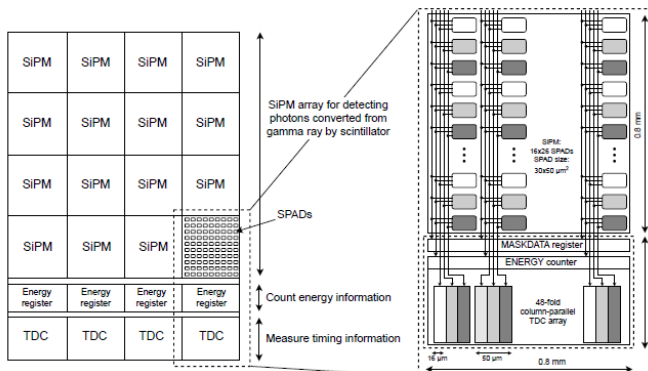 SiPM SiPM SiPM SiPM
SiPM SiPM SiPM SiPM
SiPM SiPM SiPM SiPM
SiPM SiPM SiPM
Energy register Energy register Energy register Energy register
TDC TDC TDC TDC
SiPM array for detecting
photons converted from
gamma ray by scintillator
SPADs
Count energy information
Measure timing information
SiPM:
16x26 SPADs
SPAD size:
30x50 μm²
0.8 mm
MASKDATA register
ENERGY counter
48-fold
column-parallel
TDC array
16 μm
50 μm
0.8 mm